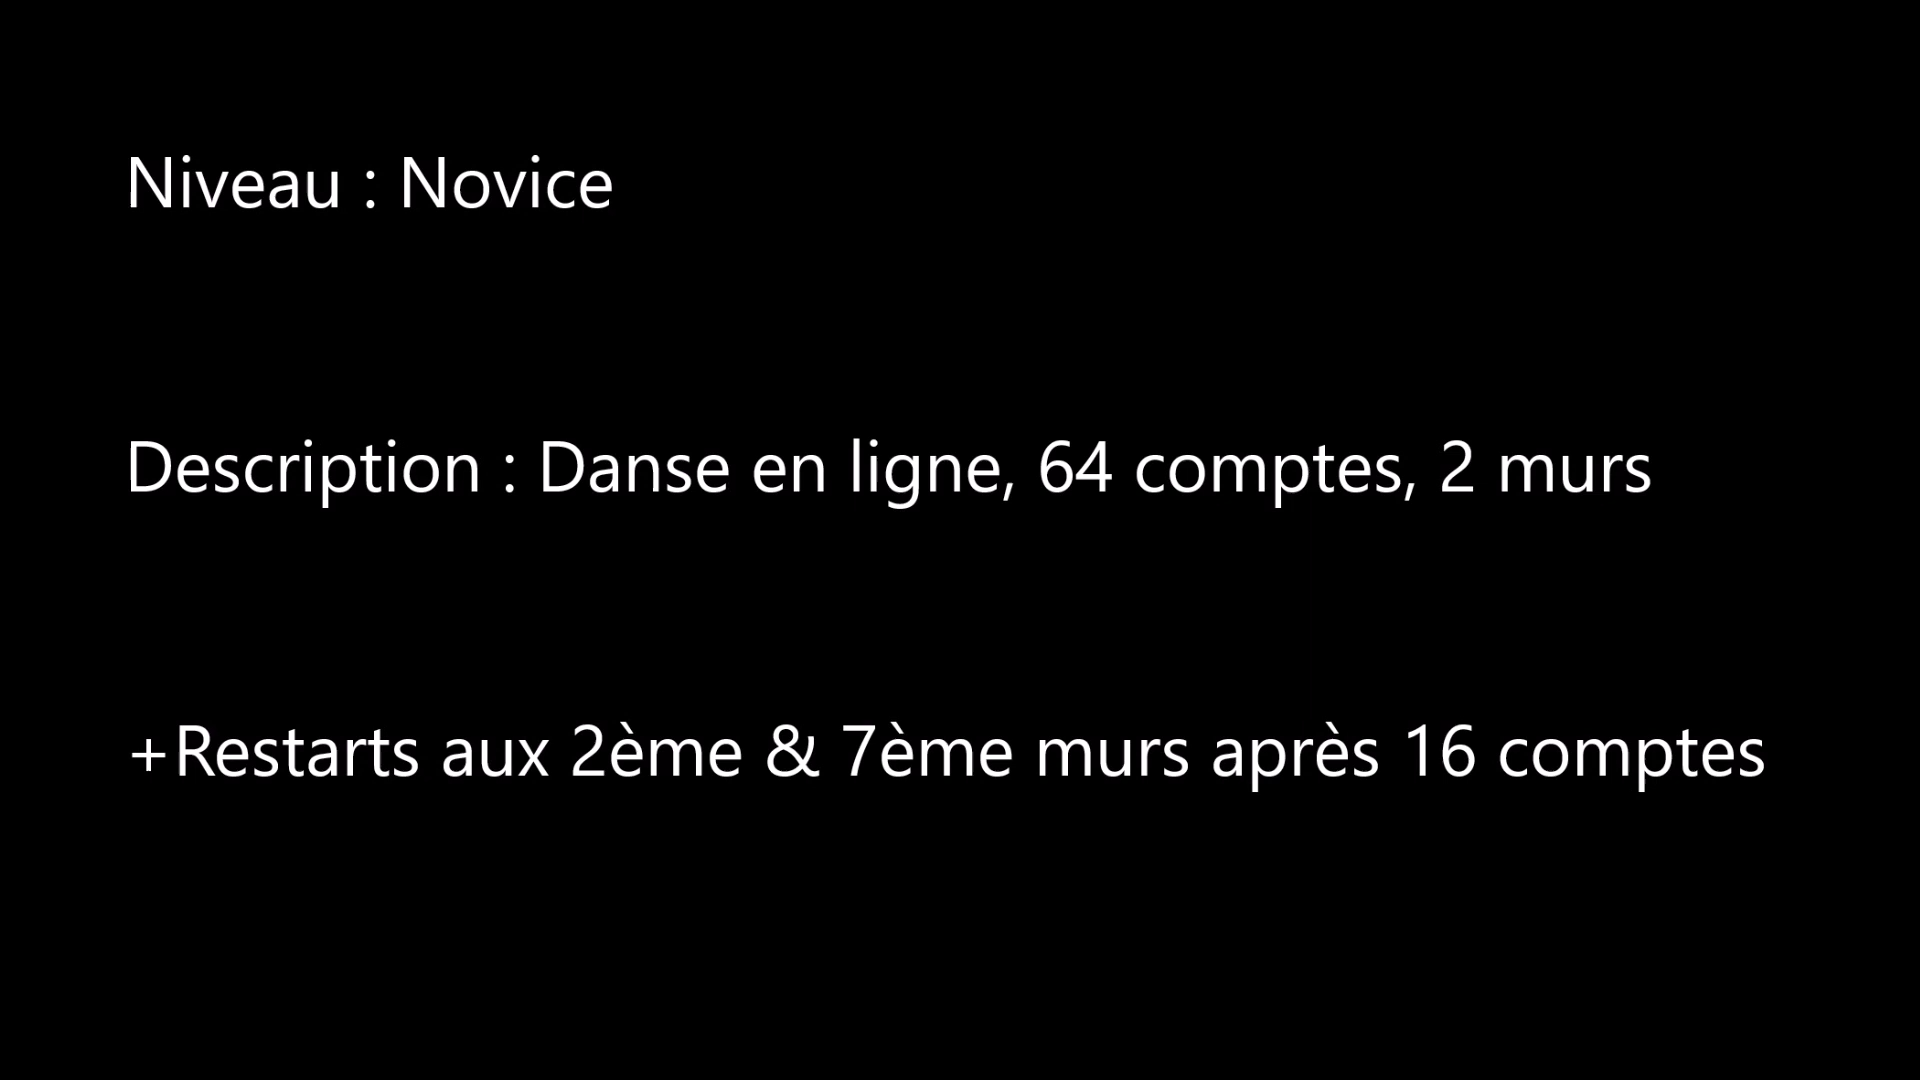 Niveau : Novice
Description : Danse en ligne, 64 comptes, 2 murs
+Restarts aux 2ème & 7ème murs après 16 comptes